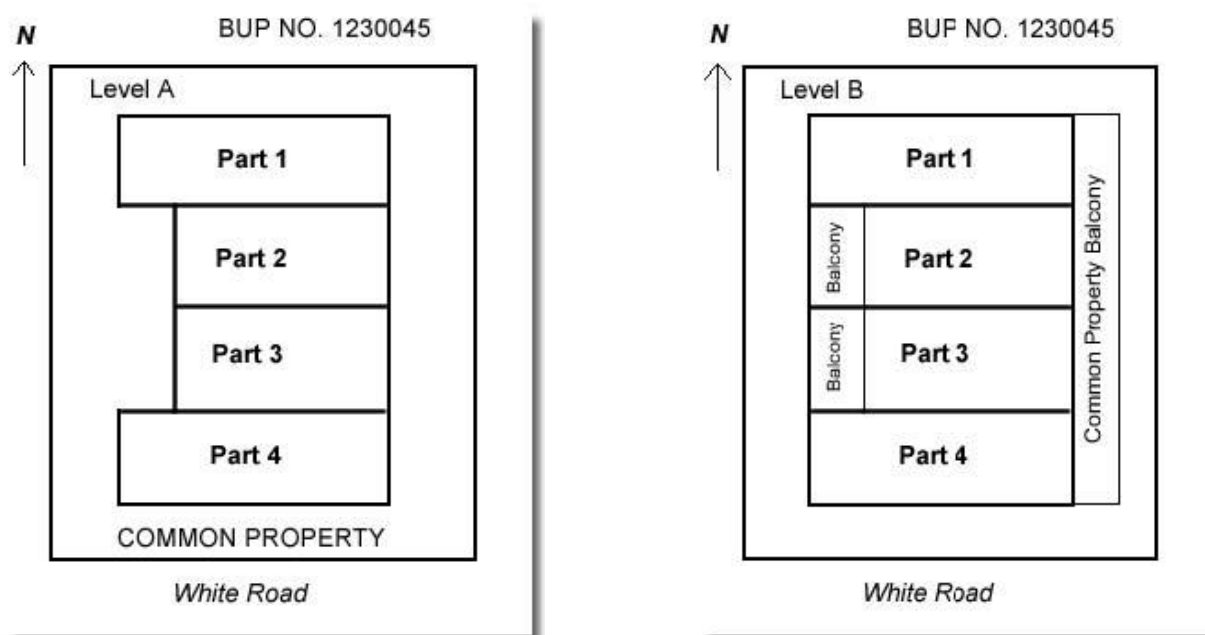 N
BUP NO. 1230045
Level A
Part 1
Part 2
Part 3
Part 4
COMMON PROPERTY
White Road
N
BUP NO. 1230045
Level B
Part 1
Balcony
Part 2
Balcony
Part 3
Part 4
Common Property Balcony
White Road